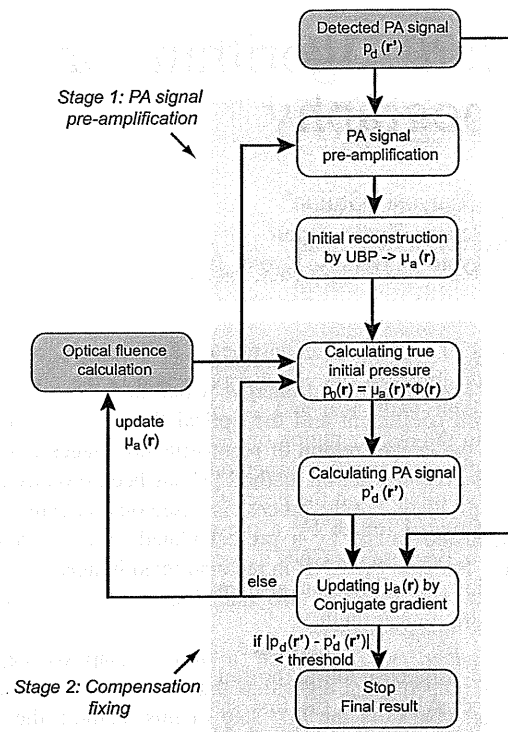 Detected PA signal
p_d(r')
Stage 1: PA signal
pre-amplification
PA signal
pre-amplification
Initial reconstruction
by UBP -> μ_a(r)
Optical fluence
calculation
Calculating true
initial pressure
p_0(r) = μ_a(r)*Φ(r)
update
μ_a(r)
Calculating PA signal
p'_d(r')
else
Updating μ_a(r) by
Conjugate gradient
if |p_d(r') - p'_d(r')|
< threshold
Stage 2: Compensation
fixing
Stop
Final result